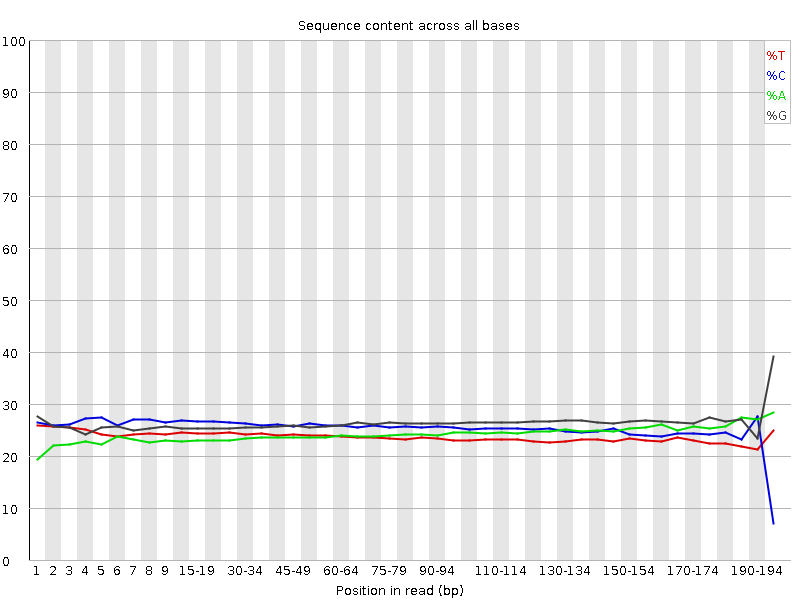 Sequence content across all bases
100
90
80
70
60
50
40
30
20
10
0
%T
%C
%A
%G
1 2 3 4 5 6 7 8 9 15-19 30-34 45-49 60-64 75-79 90-94 110-114 130-134 150-154 170-174 190-194
Position in read (bp)